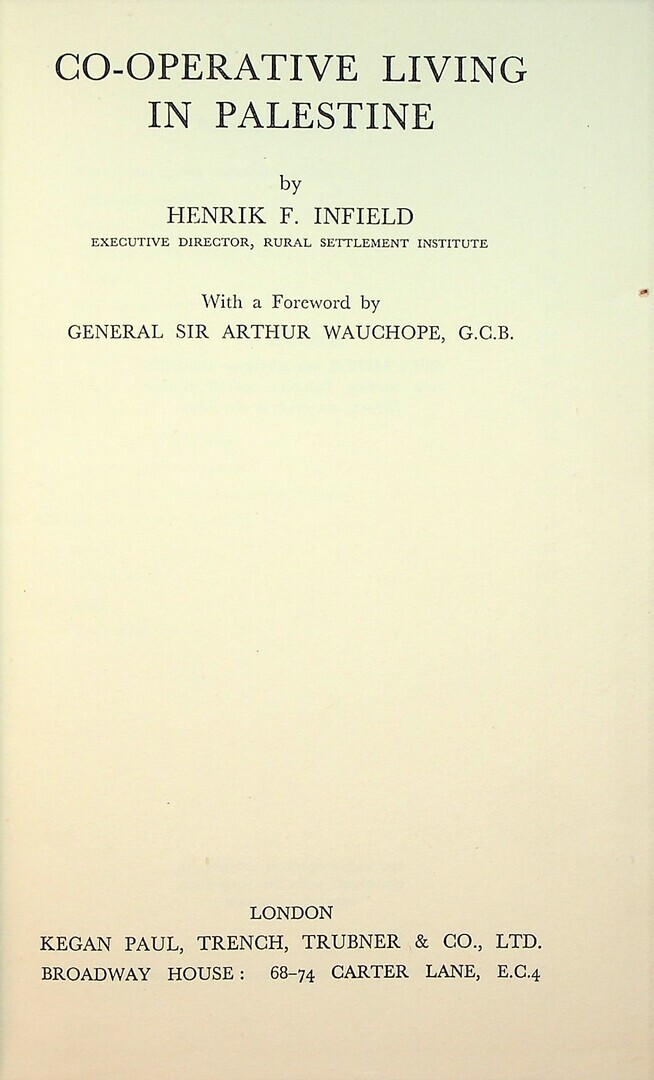 CO-OPERATIVE LIVING
IN PALESTINE
by
HENRIK F. INFIELD
EXECUTIVE DIRECTOR, RURAL SETTLEMENT INSTITUTE
With a Foreword by
GENERAL SIR ARTHUR WAUCHOPE, G.C.B.
LONDON
KEGAN PAUL, TRENCH, TRUBNER & CO., LTD.
BROADWAY HOUSE : 68-74 CARTER LANE, E.C.4